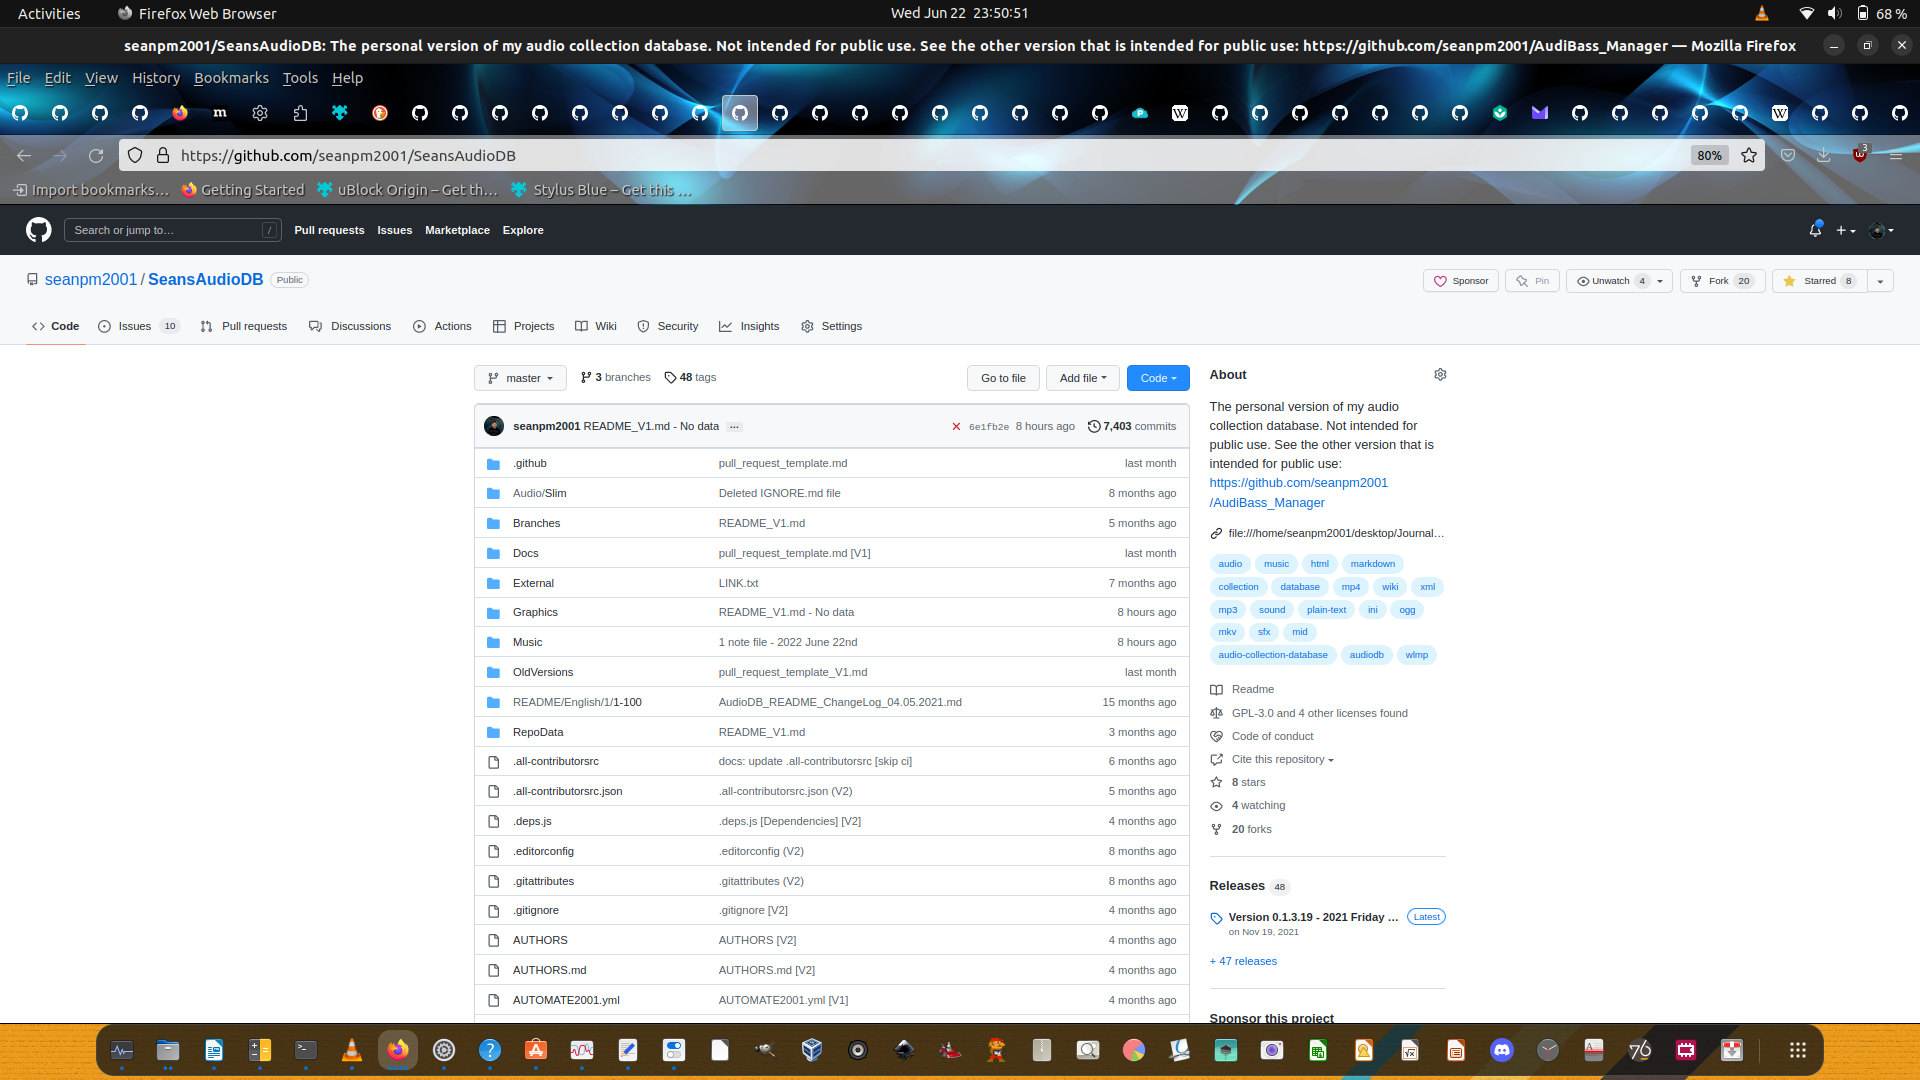 Activities Firefox Web Browser Wed Jun 22 23:50:51 68 %
seanpm2001/SeansAudioDB: The personal version of my audio collection database. Not intended for public use. See the other version that is intended for public use: https://github.com/seanpm2001/AudiBass_Manager — Mozilla Firefox
File Edit View History Bookmarks Tools Help
https://github.com/seanpm2001/SeansAudioDB 80% 3
Import bookmarks… Getting Started uBlock Origin – Get th… Stylus Blue – Get this …
Search or jump to… / Pull requests Issues Marketplace Explore
seanpm2001 / SeansAudioDB Public Sponsor Pin Unwatch 4 Fork 20 Starred 8
Code Issues 10 Pull requests Discussions Actions Projects Wiki Security Insights Settings
master 3 branches 48 tags Go to file Add file Code
seanpm2001 README_V1.md - No data ... 6e1fb2e 8 hours ago 7,403 commits
.github pull_request_template.md last month
Audio/Slim Deleted IGNORE.md file 8 months ago
Branches README_V1.md 5 months ago
Docs pull_request_template.md [V1] last month
External LINK.txt 7 months ago
Graphics README_V1.md - No data 8 hours ago
Music 1 note file - 2022 June 22nd 8 hours ago
OldVersions pull_request_template_V1.md last month
README/English/1/1-100 AudioDB_README_ChangeLog_04.05.2021.md 15 months ago
RepoData README_V1.md 3 months ago
.all-contributorsrc docs: update .all-contributorsrc [skip ci] 6 months ago
.all-contributorsrc.json .all-contributorsrc.json (V2) 5 months ago
.deps.js .deps.js [Dependencies] [V2] 4 months ago
.editorconfig .editorconfig (V2) 8 months ago
.gitattributes .gitattributes (V2) 8 months ago
.gitignore .gitignore [V2] 4 months ago
AUTHORS AUTHORS [V2] 4 months ago
AUTHORS.md AUTHORS.md [V2] 4 months ago
AUTOMATE2001.yml AUTOMATE2001.yml [V1] 4 months ago
About
The personal version of my audio
collection database. Not intended for
public use. See the other version that is
intended for public use:
https://github.com/seanpm2001
/AudiBass_Manager
file:///home/seanpm2001/desktop/Journal…
audio music html markdown
collection database mp4 wiki xml
mp3 sound plain-text ini ogg
mkv sfx mid
audio-collection-database audiodb wlmp
Readme
GPL-3.0 and 4 other licenses found
Code of conduct
Cite this repository
8 stars
4 watching
20 forks
Releases 48
Version 0.1.3.19 - 2021 Friday … Latest
on Nov 19, 2021
+ 47 releases
Sponsor this project
76